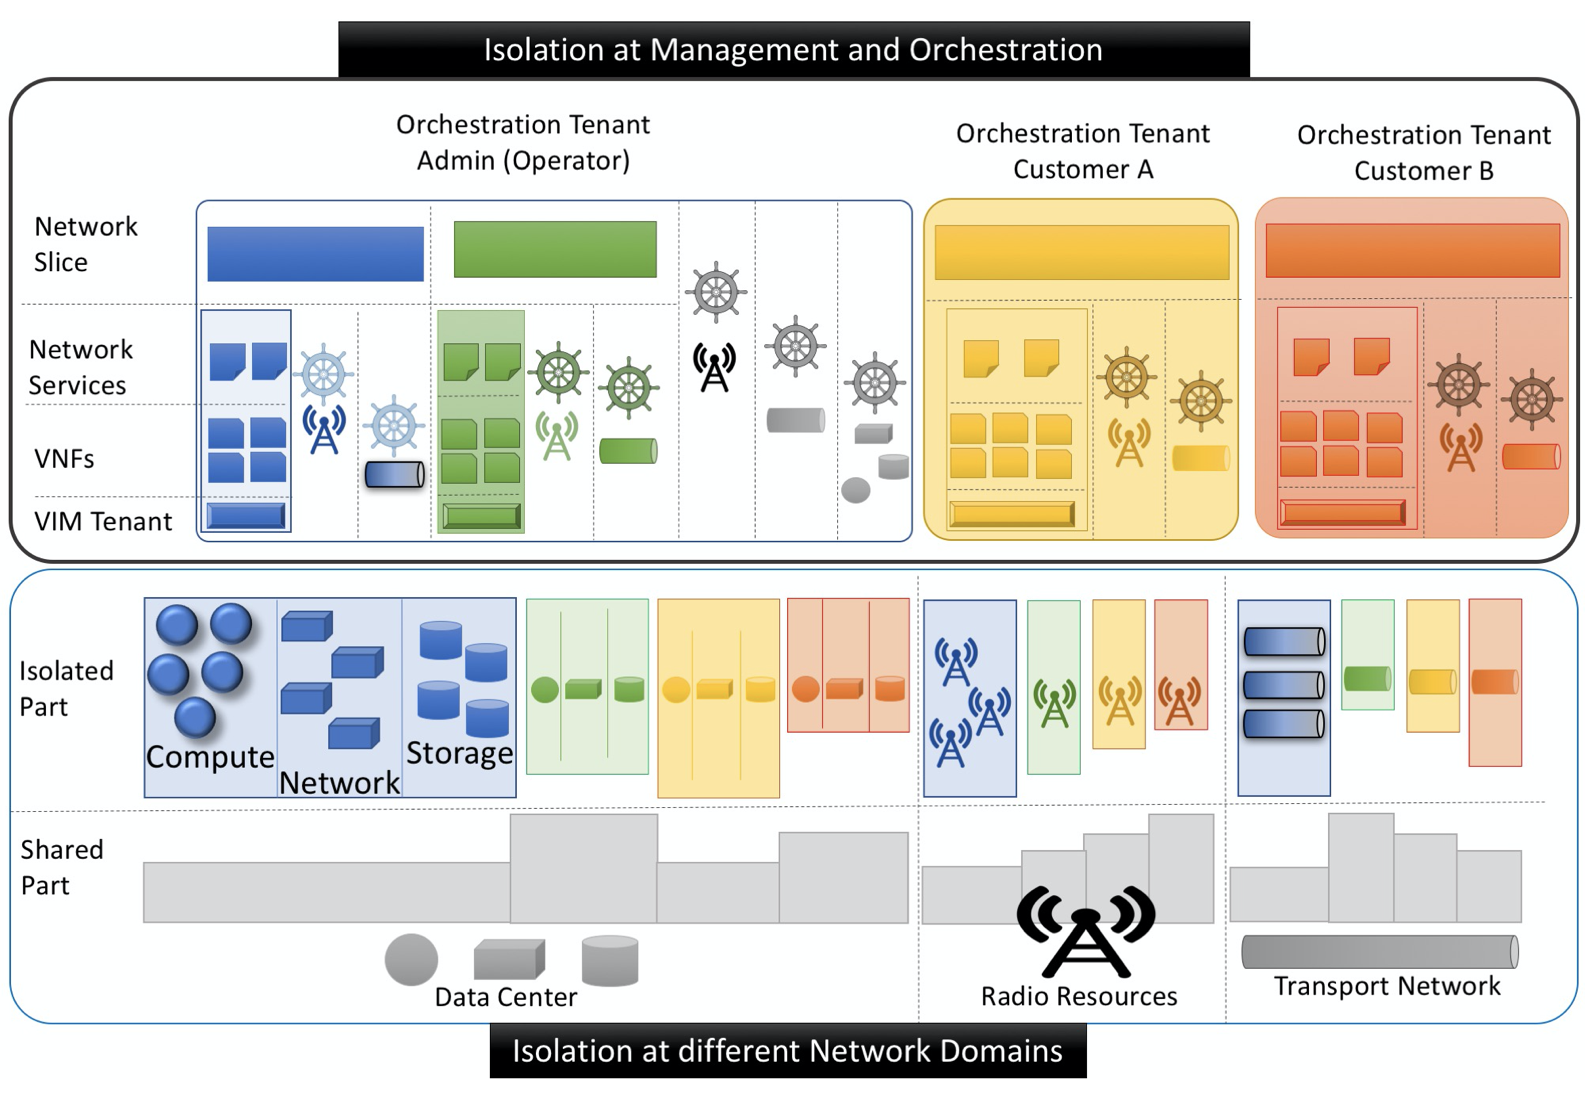 Isolation at Management and Orchestration
Orchestration Tenant
Admin (Operator)
Orchestration Tenant
Customer A
Orchestration Tenant
Customer B
Network
Slice
Network
Services
VNFs
VIM Tenant
Isolated
Part
Compute
Network
Storage
Shared
Part
Data Center
Radio Resources
Transport Network
Isolation at different Network Domains